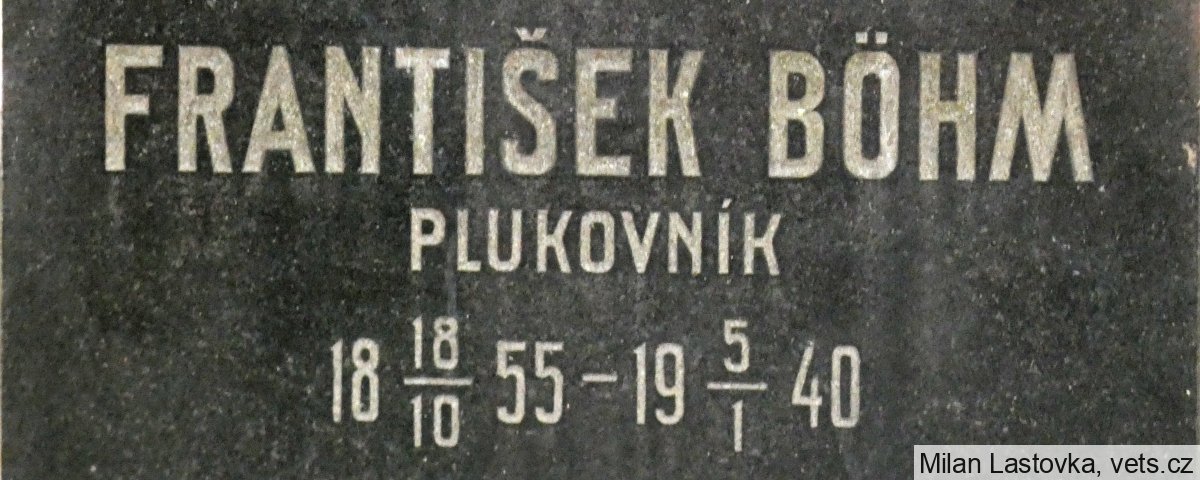 FRANTIŠEK BÖHM
PLUKOVNÍK
18 18/10 55 – 19 5/1 40
Milan Lastovka, vets.cz